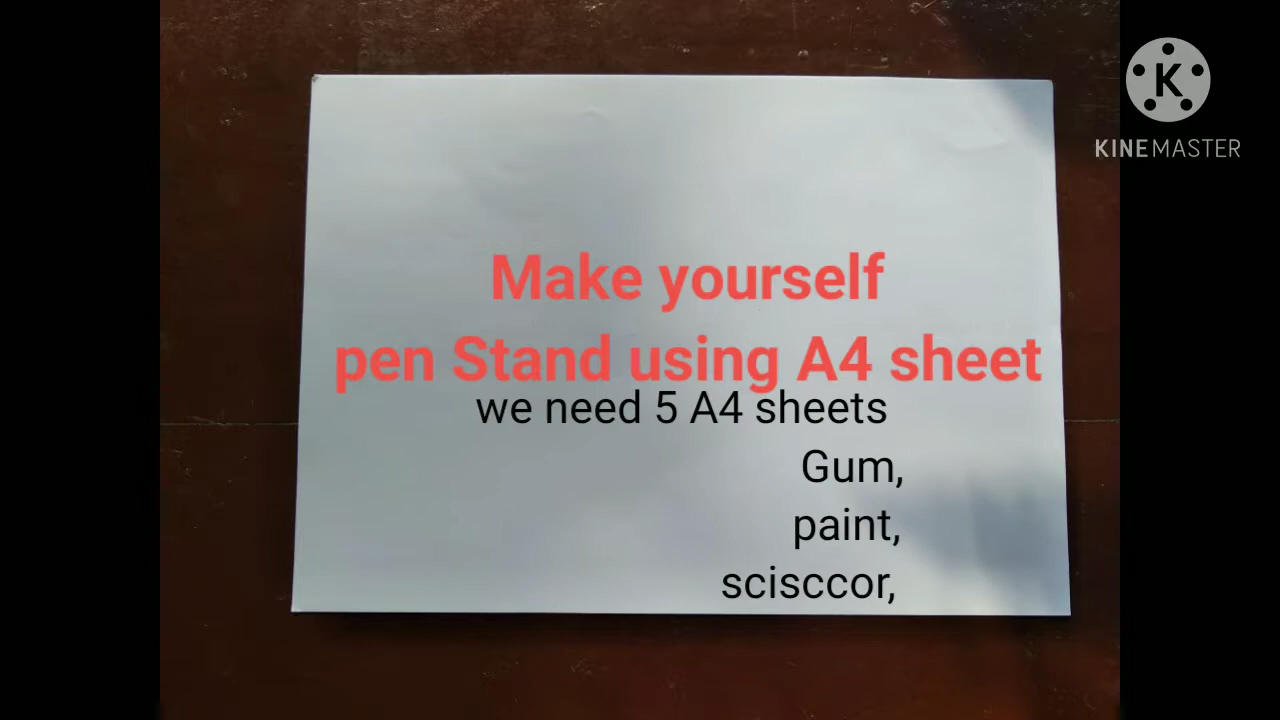 Make yourself
pen Stand using A4 sheet
we need 5 A4 sheets
Gum,
paint,
scisccor,
K
KINEMASTER